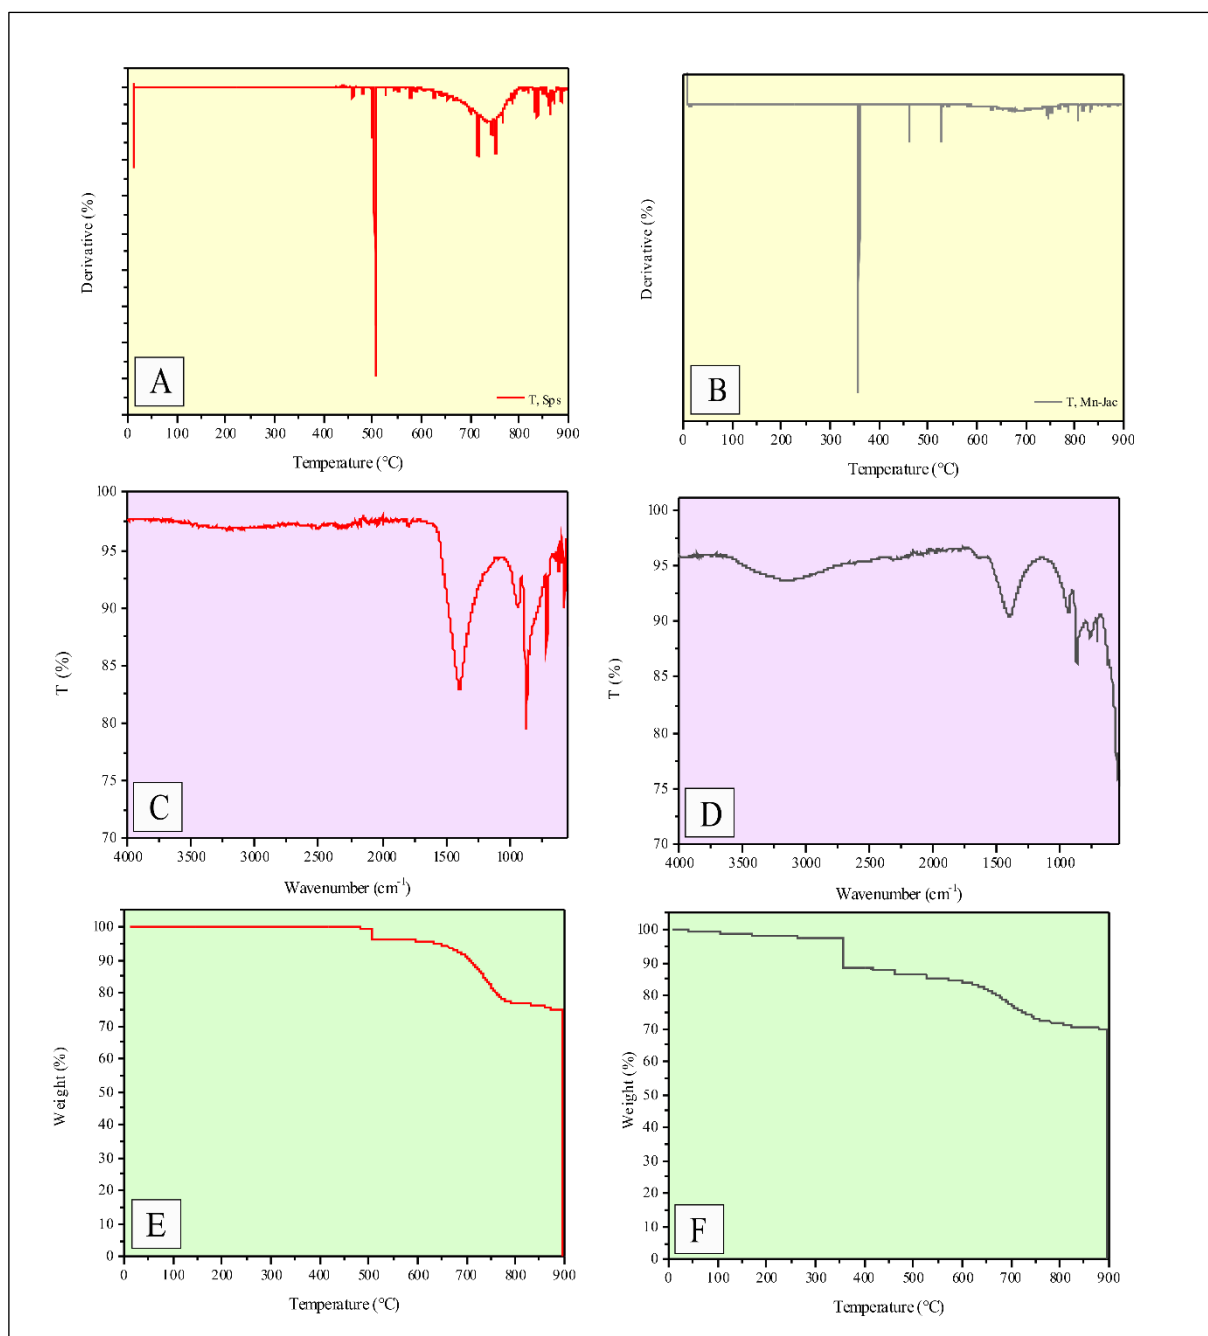 Derivative (%)
A
T, Sps
0 100 200 300 400 500 600 700 800 900
Temperature (°C)
Derivative (%)
B
T, Mn-Jac
0 100 200 300 400 500 600 700 800 900
Temperature (°C)
100
95
90
85
80
75
70
T (%)
C
4000 3500 3000 2500 2000 1500 1000
Wavenumber (cm⁻¹)
100
95
90
85
80
75
70
T (%)
D
4000 3500 3000 2500 2000 1500 1000
Wavenumber (cm⁻¹)
100
90
80
70
60
50
40
30
20
10
0
Weight (%)
E
0 100 200 300 400 500 600 700 800 900
Temperature (°C)
100
90
80
70
60
50
40
30
20
10
0
Weight (%)
F
0 100 200 300 400 500 600 700 800 900
Temperature (°C)